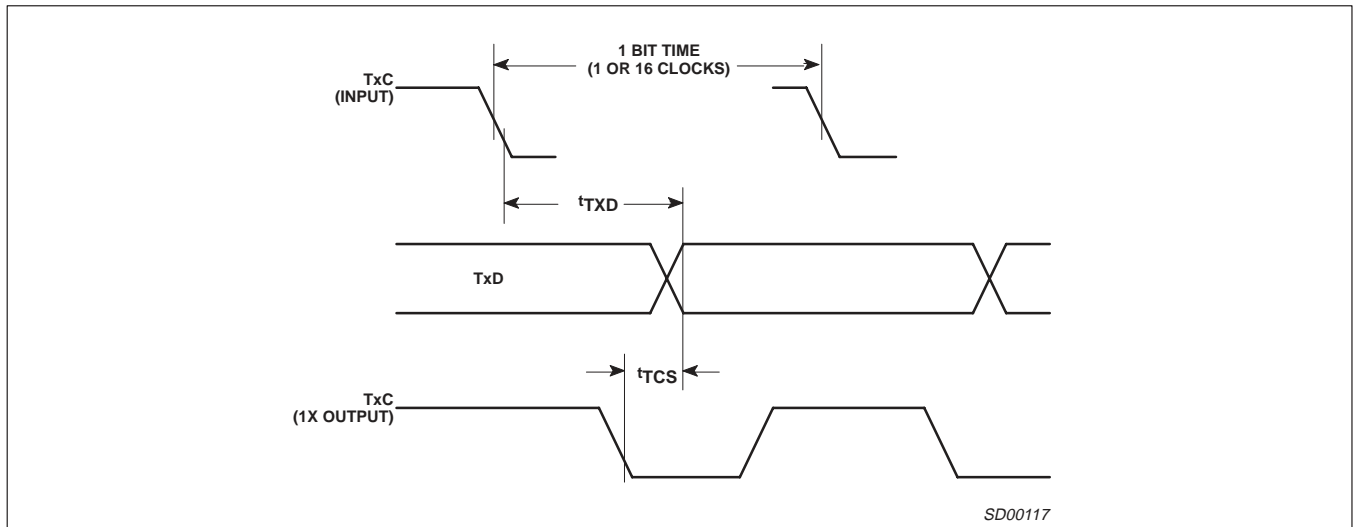 1 BIT TIME
(1 OR 16 CLOCKS)
TxC
(INPUT)
tTXD
TxD
tTCS
TxC
(1X OUTPUT)
SD00117